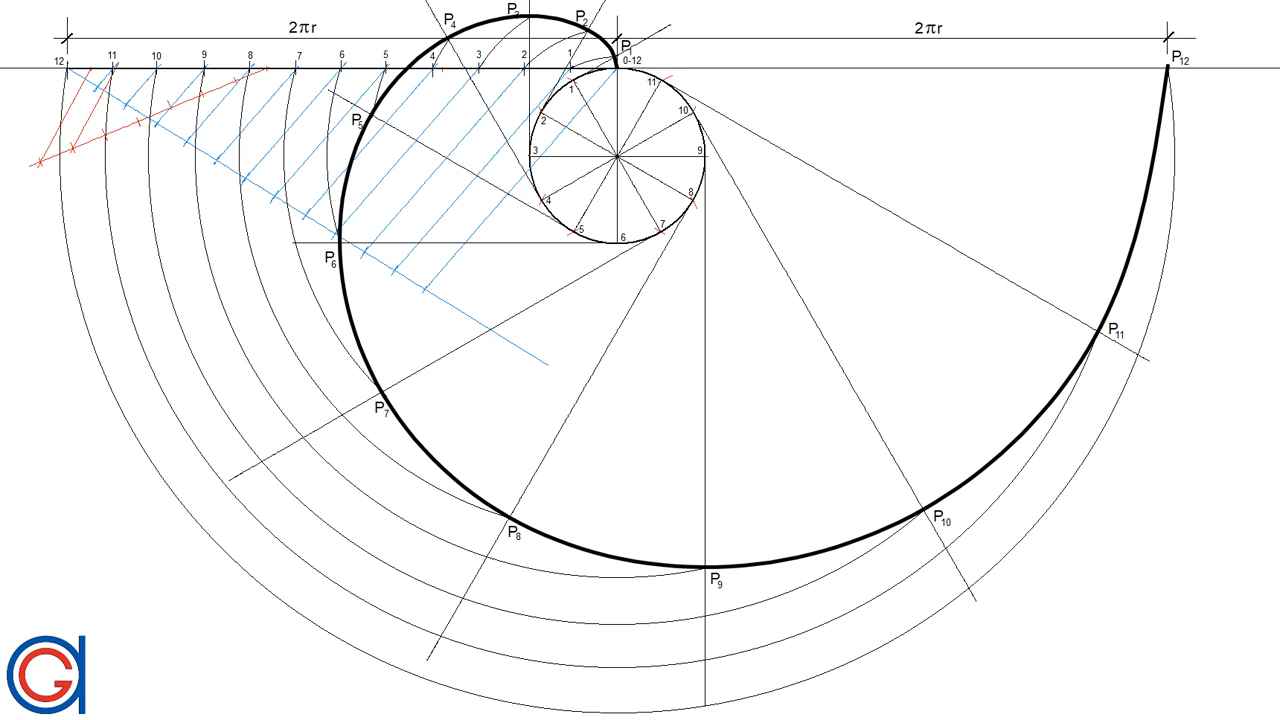 P4 P3 P2
2πr 2πr
P1 P12
12 11 10 9 8 7 6 5 4 3 2 1 0-12
1 11
2 10
P5
3 9
4 8
5 7
6
P6
P11
P7
P10
P8
P9